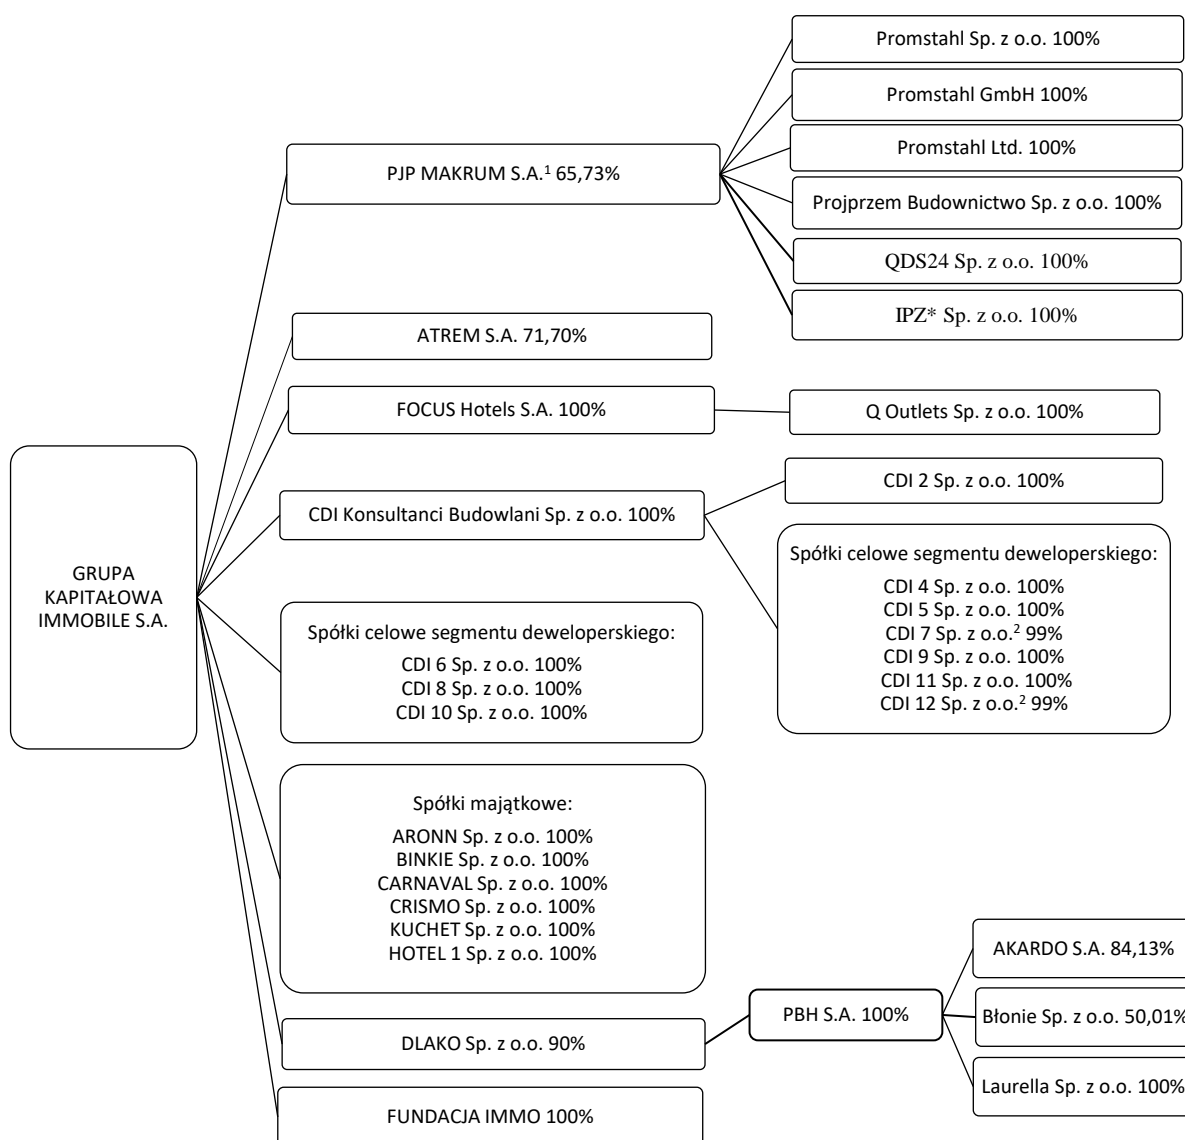 GRUPA
KAPITAŁOWA
IMMOBILE S.A.
PJP MAKRUM S.A.¹ 65,73%
Promstahl Sp. z o.o. 100%
Promstahl GmbH 100%
Promstahl Ltd. 100%
Projprzem Budownictwo Sp. z o.o. 100%
QDS24 Sp. z o.o. 100%
IPZ* Sp. z o.o. 100%
ATREM S.A. 71,70%
FOCUS Hotels S.A. 100%
Q Outlets Sp. z o.o. 100%
CDI Konsultanci Budowlani Sp. z o.o. 100%
CDI 2 Sp. z o.o. 100%
Spółki celowe segmentu deweloperskiego:
CDI 4 Sp. z o.o. 100%
CDI 5 Sp. z o.o. 100%
CDI 7 Sp. z o.o.² 99%
CDI 9 Sp. z o.o. 100%
CDI 11 Sp. z o.o. 100%
CDI 12 Sp. z o.o.² 99%
Spółki celowe segmentu deweloperskiego:
CDI 6 Sp. z o.o. 100%
CDI 8 Sp. z o.o. 100%
CDI 10 Sp. z o.o. 100%
Spółki majątkowe:
ARONN Sp. z o.o. 100%
BINKIE Sp. z o.o. 100%
CARNAVAL Sp. z o.o. 100%
CRISMO Sp. z o.o. 100%
KUCHET Sp. z o.o. 100%
HOTEL 1 Sp. z o.o. 100%
DLAKO Sp. z o.o. 90%
PBH S.A. 100%
AKARDO S.A. 84,13%
Błonie Sp. z o.o. 50,01%
Laurella Sp. z o.o. 100%
FUNDACJA IMMO 100%